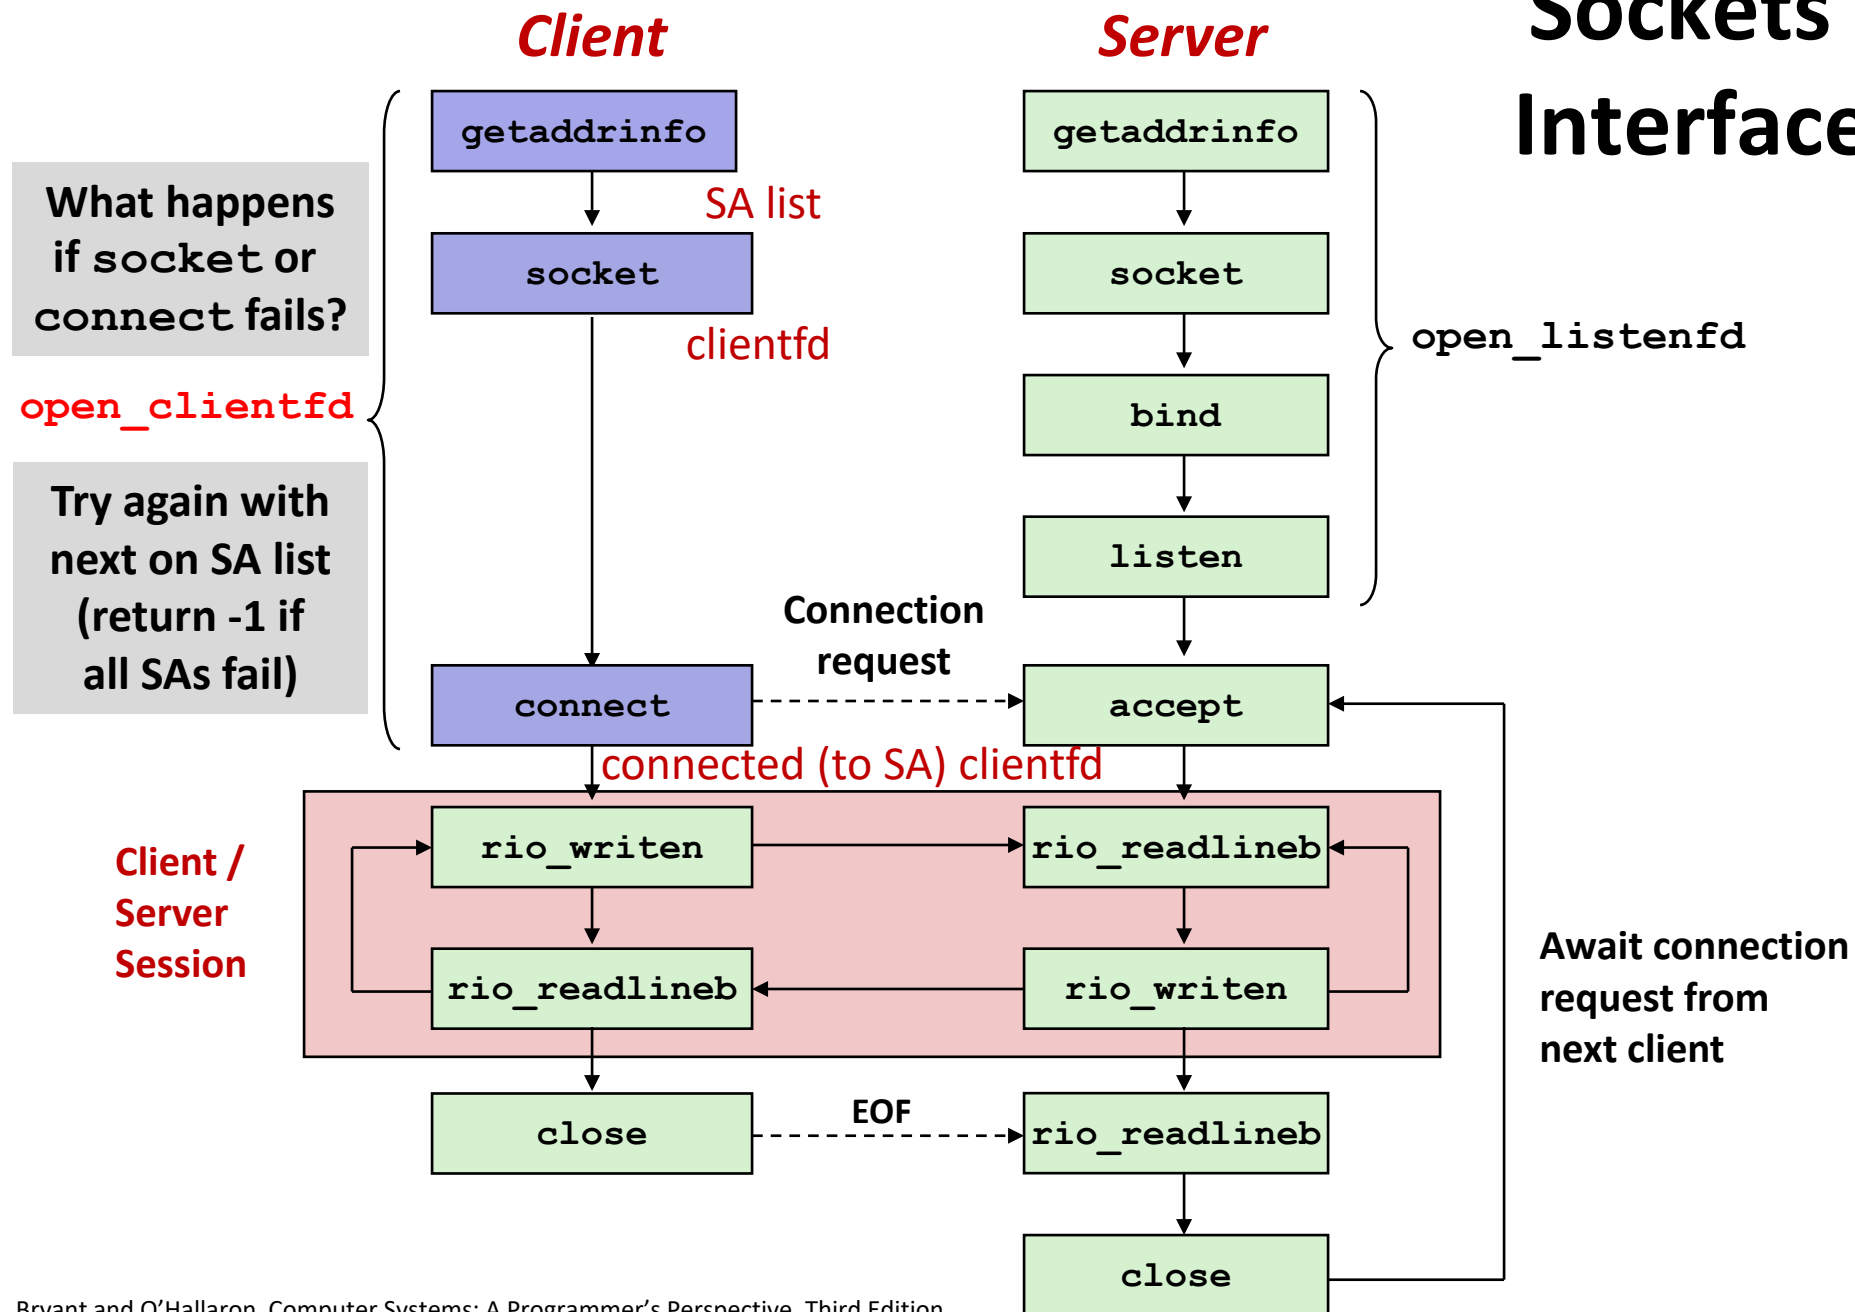 Client
Server
Sockets
Interface
getaddrinfo
getaddrinfo
What happens
if socket or
connect fails?
SA list
socket
socket
clientfd
open_listenfd
open_clientfd
bind
Try again with
next on SA list
(return -1 if
all SAs fail)
listen
Connection
request
connect
accept
connected (to SA) clientfd
Client /
Server
Session
rio_writen
rio_readlineb
rio_readlineb
rio_writen
Await connection
request from
next client
close
EOF
rio_readlineb
close
Bryant and O'Hallaron, Computer Systems: A Programmer's Perspective, Third Edition